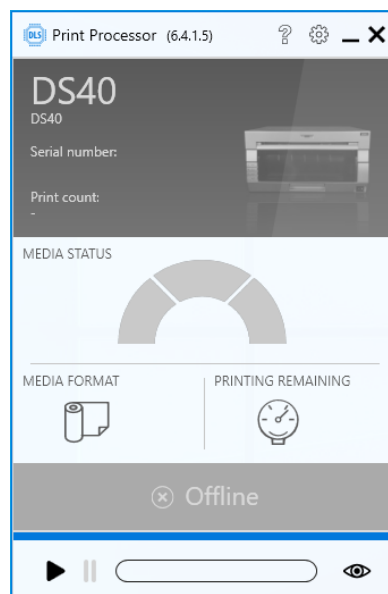 DLS Print Processor (6.4.1.5)
DS40
DS40
Serial number:
Print count:
-
MEDIA STATUS
MEDIA FORMAT
PRINTING REMAINING
Offline